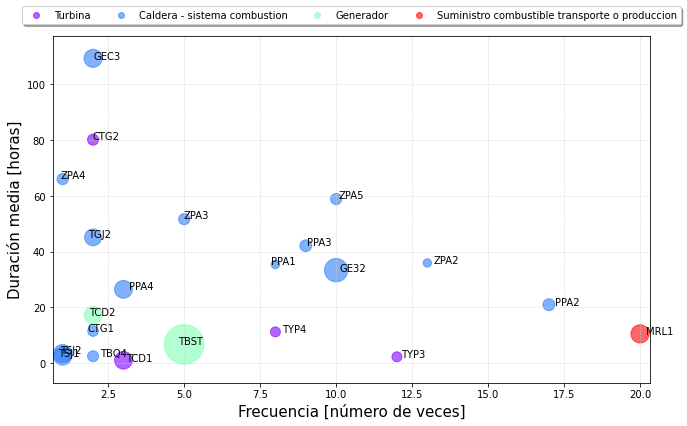 Turbina Caldera - sistema combustion Generador Suministro combustible transporte o produccion
Duración media [horas]
100
80
60
40
20
0
GEC3
CTG2
ZPA4
ZPA5
ZPA3
TGJ2
PPA3
PPA1
GE32
ZPA2
PPA4
PPA2
TCD2
CTG1
TYP4
MRL1
TBST
TBQ4
TCD1
TYP3
2.5 5.0 7.5 10.0 12.5 15.0 17.5 20.0
Frecuencia [número de veces]